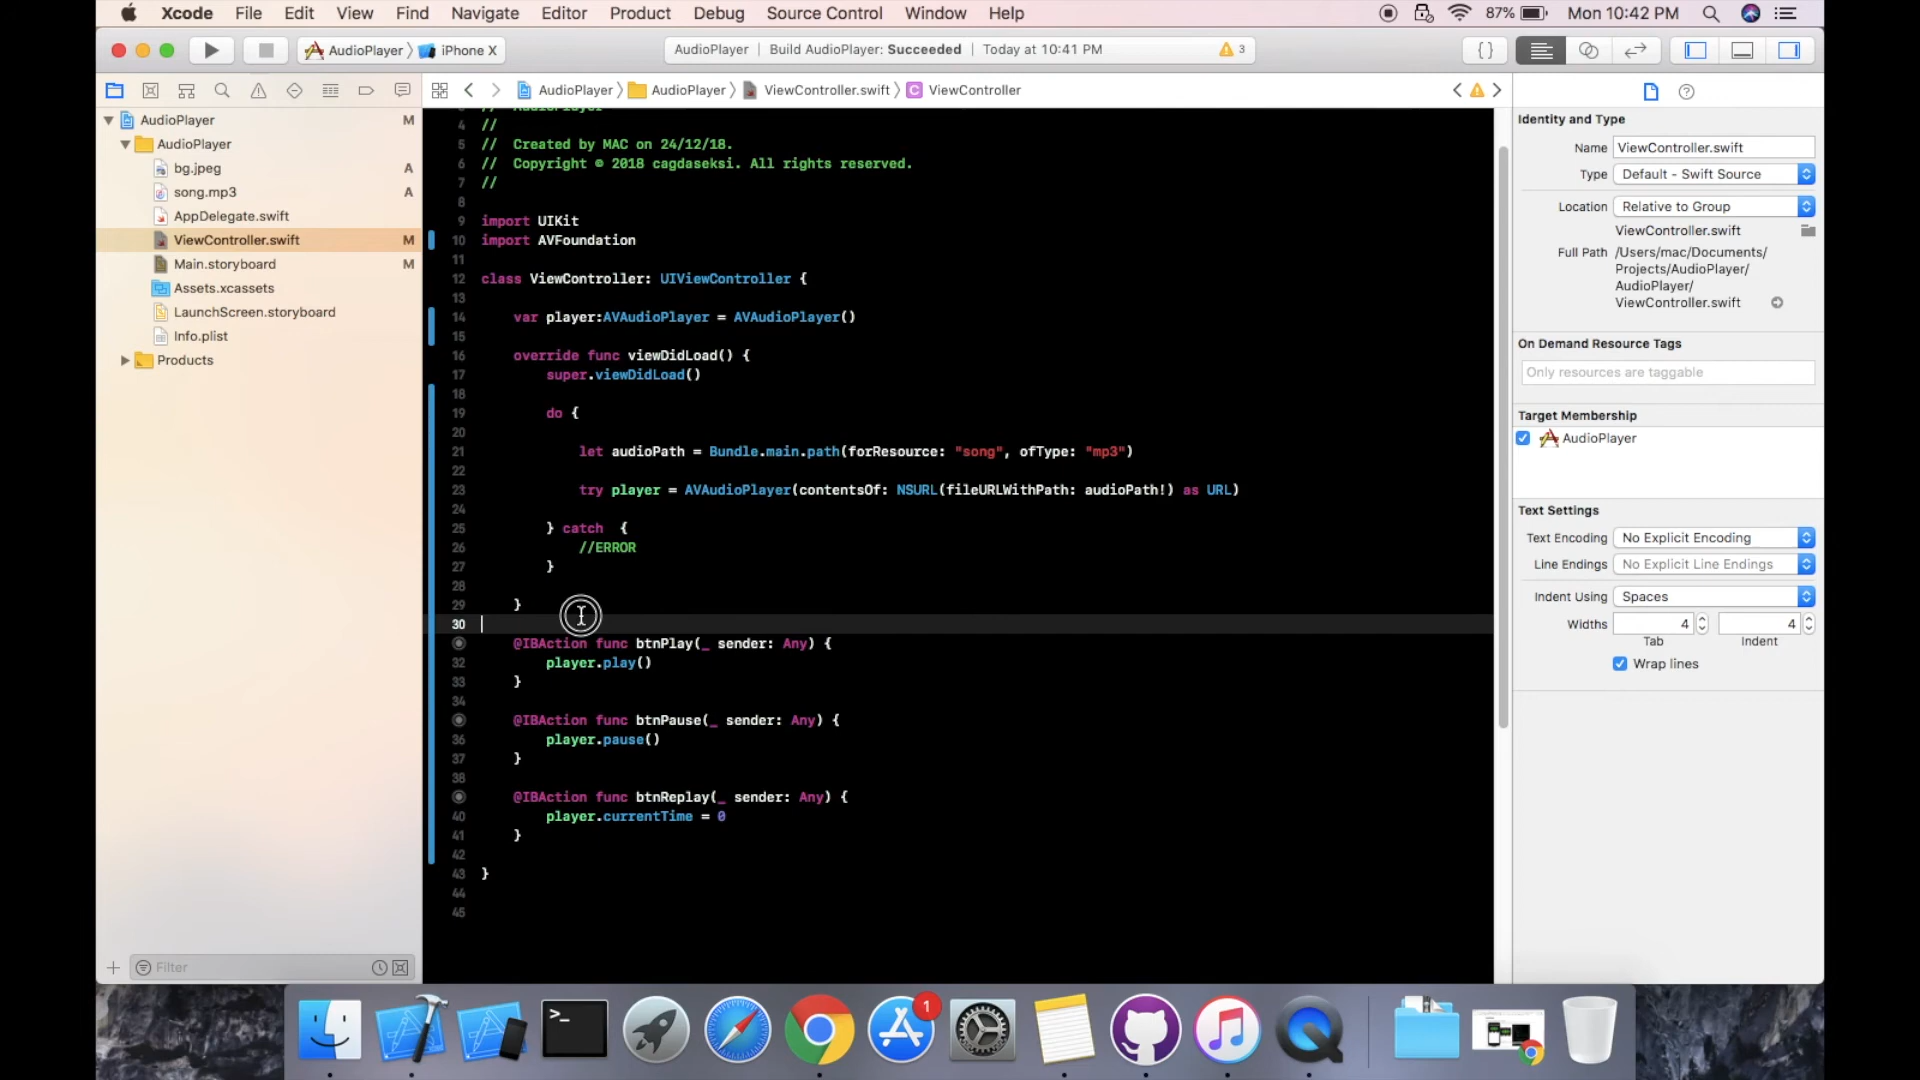 Xcode File Edit View Find Navigate Editor Product Debug Source Control Window Help 87% Mon 10:42 PM
AudioPlayer iPhone X AudioPlayer | Build AudioPlayer: Succeeded | Today at 10:41 PM 3 { }
AudioPlayer AudioPlayer ViewController.swift C ViewController
AudioPlayer M
AudioPlayer
bg.jpeg A
song.mp3 A
AppDelegate.swift
ViewController.swift M
Main.storyboard M
Assets.xcassets
LaunchScreen.storyboard
Info.plist
Products
Filter
// AudioPlayer
4 //
5 // Created by MAC on 24/12/18.
6 // Copyright © 2018 cagdaseksi. All rights reserved.
7 //
8
9 import UIKit
10 import AVFoundation
11
12 class ViewController: UIViewController {
13
14 var player:AVAudioPlayer = AVAudioPlayer()
15
16 override func viewDidLoad() {
17 super.viewDidLoad()
18
19 do {
20
21 let audioPath = Bundle.main.path(forResource: "song", ofType: "mp3")
22
23 try player = AVAudioPlayer(contentsOf: NSURL(fileURLWithPath: audioPath!) as URL)
24
25 } catch {
26 //ERROR
27 }
28
29 }
30
@IBAction func btnPlay(_ sender: Any) {
32 player.play()
33 }
34
@IBAction func btnPause(_ sender: Any) {
36 player.pause()
37 }
38
@IBAction func btnReplay(_ sender: Any) {
40 player.currentTime = 0
41 }
42
43 }
44
45
Identity and Type
Name ViewController.swift
Type Default - Swift Source
Location Relative to Group
ViewController.swift
Full Path /Users/mac/Documents/
Projects/AudioPlayer/
AudioPlayer/
ViewController.swift
On Demand Resource Tags
Only resources are taggable
Target Membership
AudioPlayer
Text Settings
Text Encoding No Explicit Encoding
Line Endings No Explicit Line Endings
Indent Using Spaces
Widths 4 4
Tab Indent
Wrap lines
>_
1